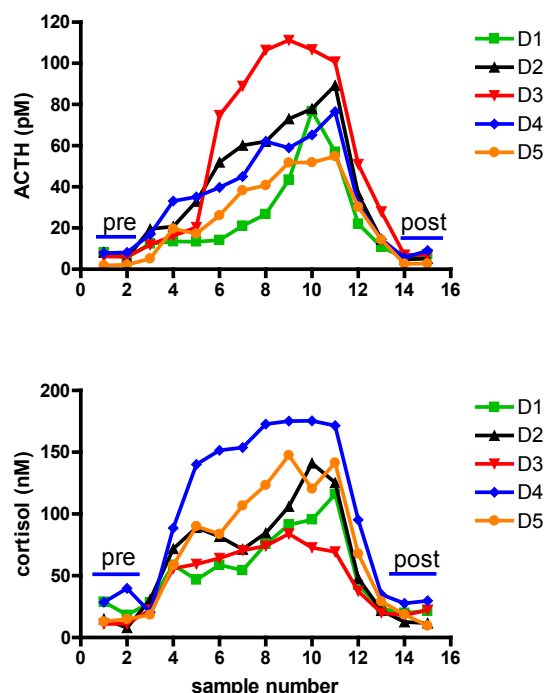 120
100
80
60
40
20
0
ACTH (pM)
pre
post
0 2 4 6 8 10 12 14 16
D1
D2
D3
D4
D5
200
150
100
50
0
cortisol (nM)
pre
post
0 2 4 6 8 10 12 14 16
sample number
D1
D2
D3
D4
D5